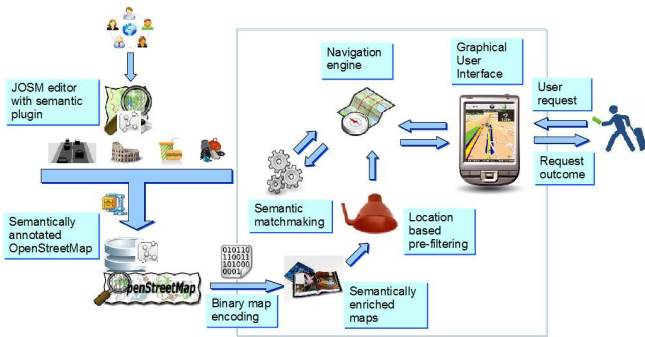 JOSM editor
with semantic
plugin
Navigation
engine
Graphical
User
Interface
User
request
Request
outcome
Semantic
matchmaking
Location
based
pre-filtering
Semantically
annotated
OpenStreetMap
010110
110011
101000
0001
OpenStreetMap
Binary map
encoding
Semantically
enriched
maps